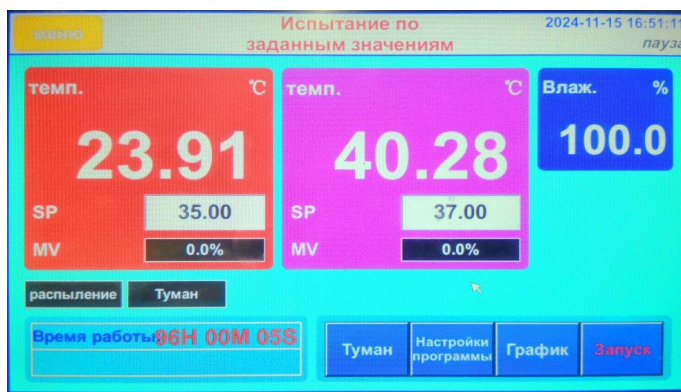 меню
Испытание по
заданным значениям
2024-11-15 16:51:11
пауза
темп. ℃
23.91
SP 35.00
MV 0.0%
темп. ℃
40.28
SP 37.00
MV 0.0%
Влаж. %
100.0
распыление Туман
Время работы 96H 00M 05S
Туман
Настройки
программы
График
Запуск